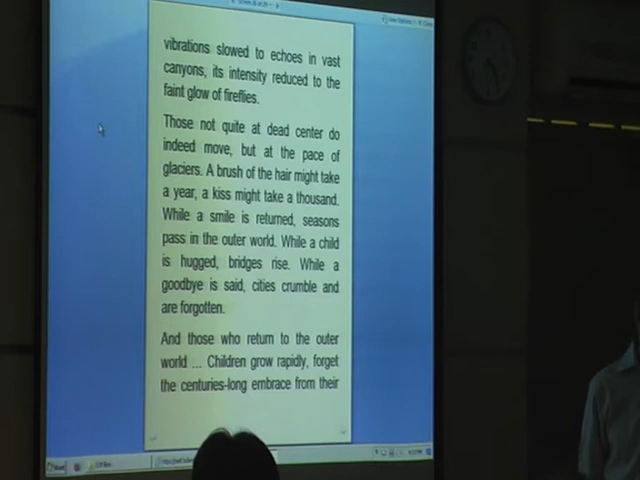 vibrations slowed to echoes in vast
canyons, its intensity reduced to the
faint glow of fireflies.
Those not quite at dead center do
indeed move, but at the pace of
glaciers. A brush of the hair might take
a year, a kiss might take a thousand.
While a smile is returned, seasons
pass in the outer world. While a child
is hugged, bridges rise. While a
goodbye is said, cities crumble and
are forgotten.
And those who return to the outer
world ... Children grow rapidly, forget
the centuries-long embrace from their